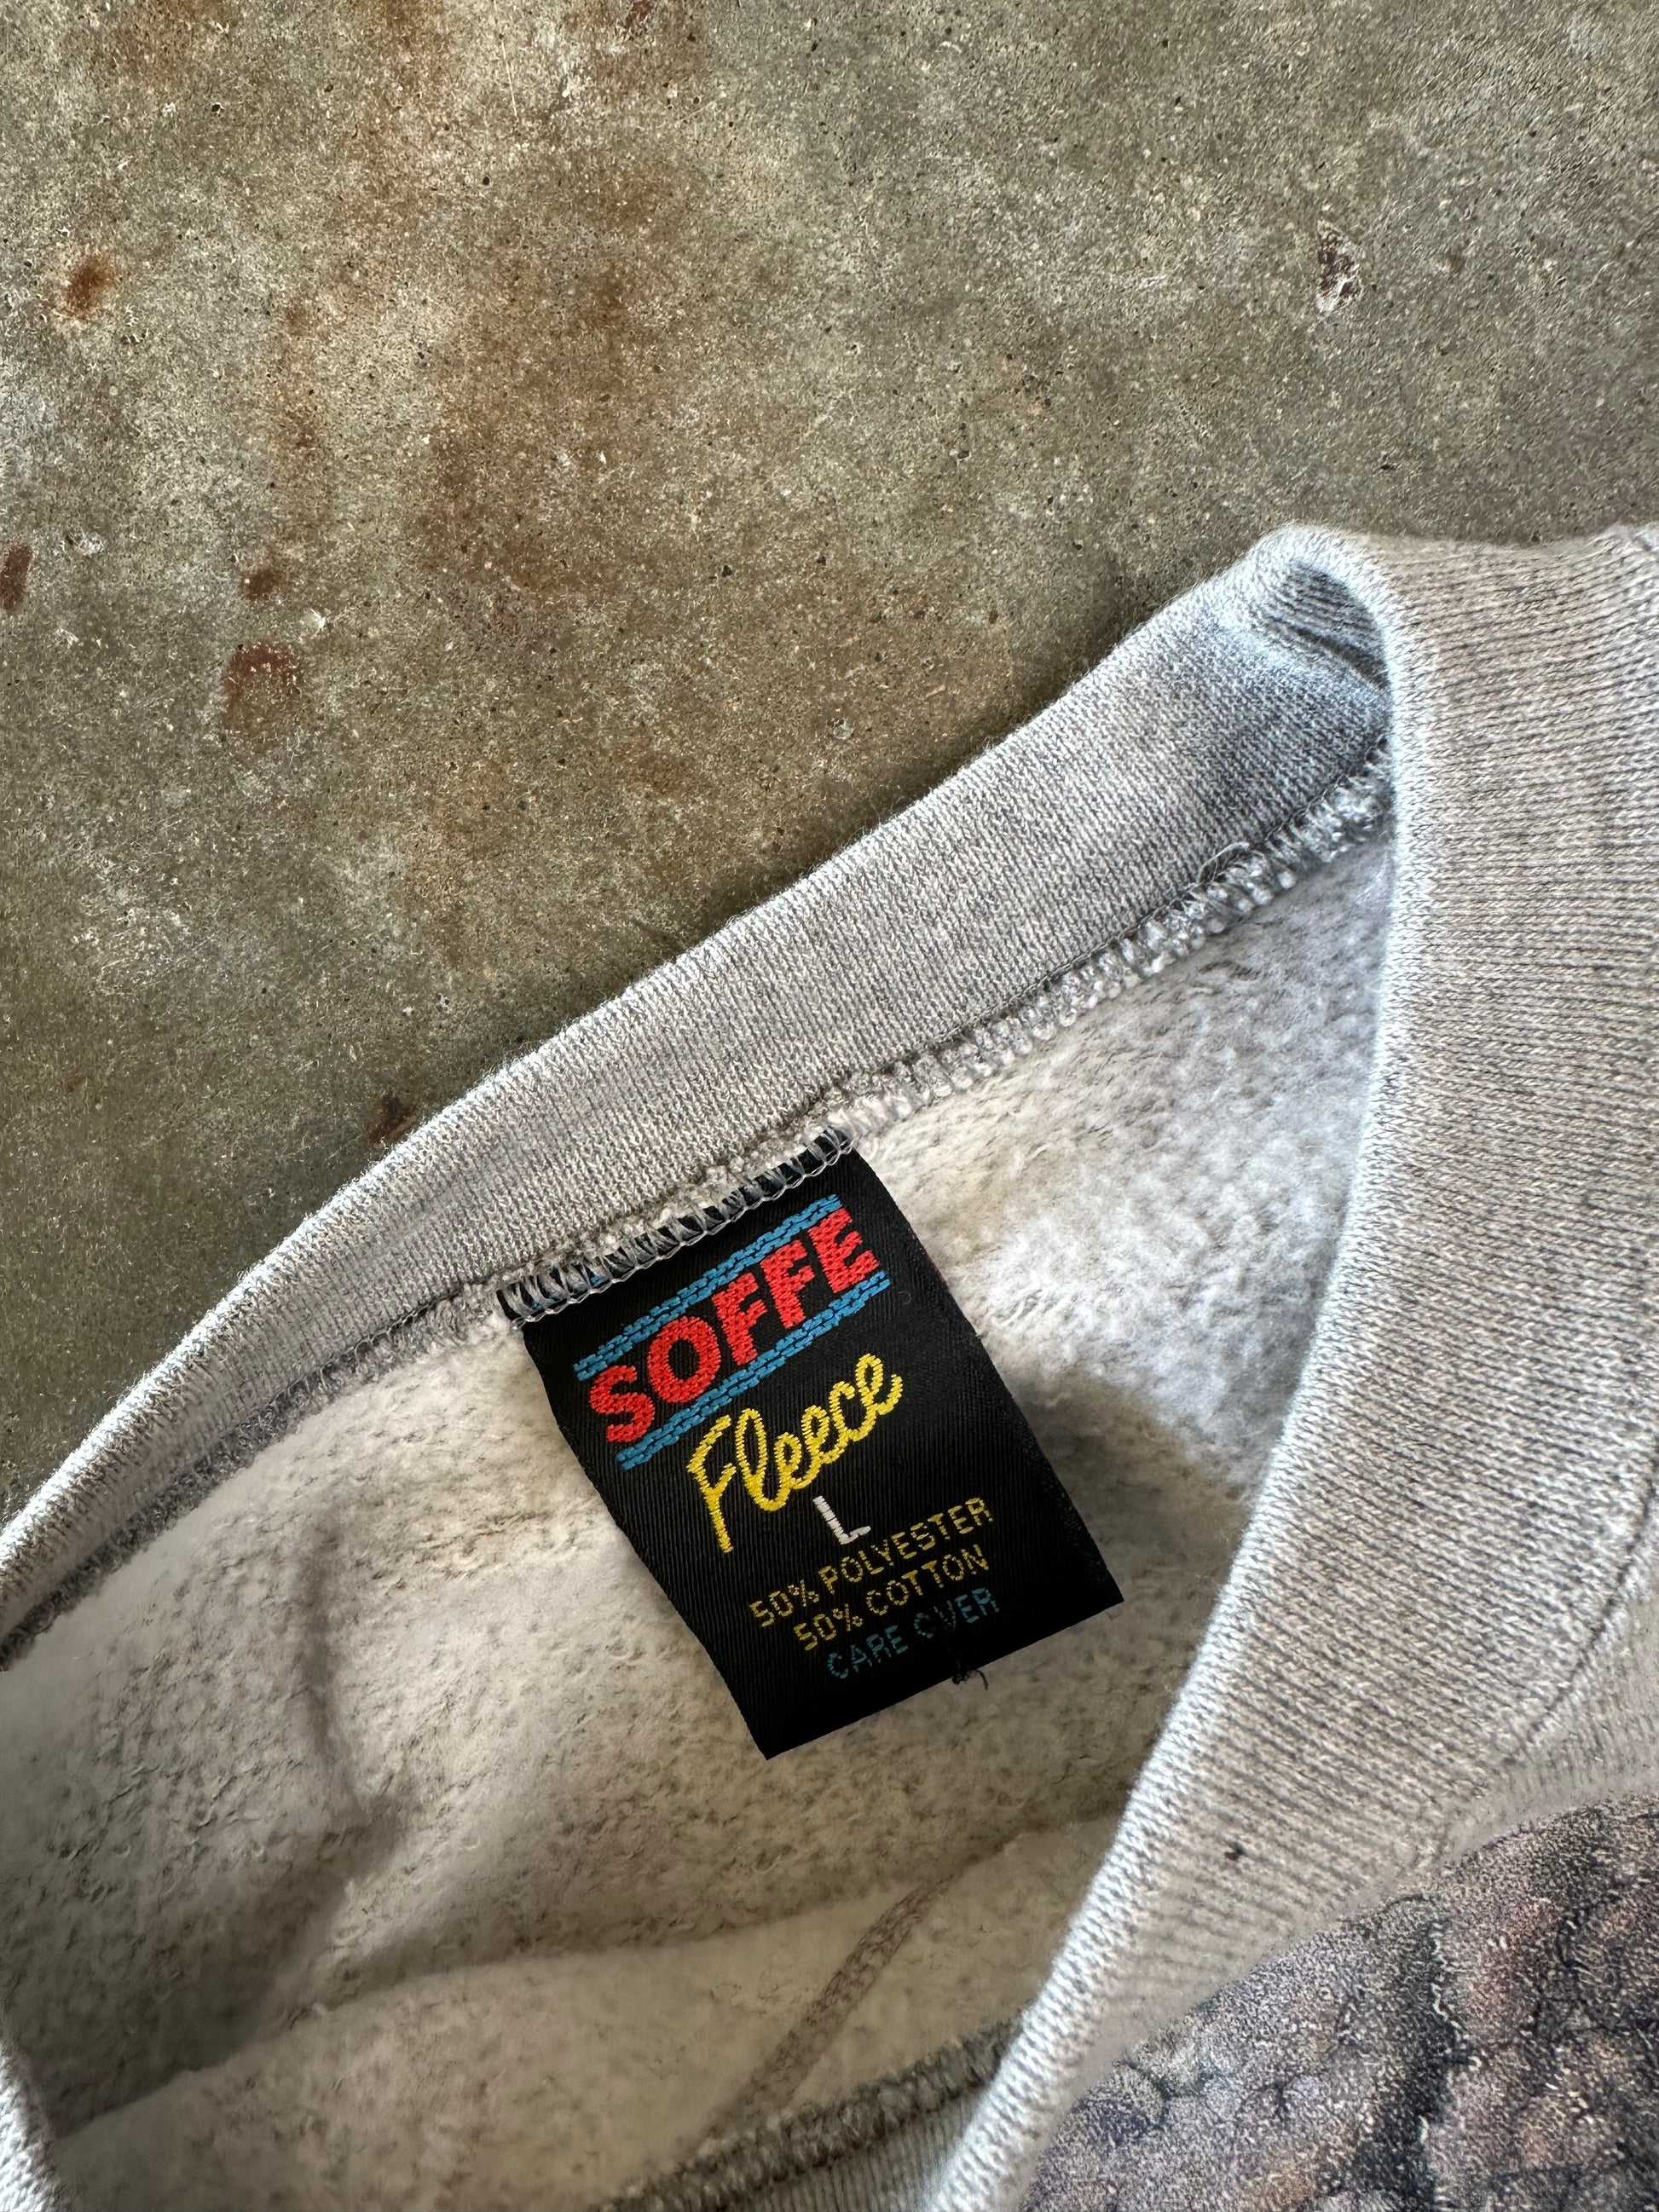 SOFFE
Fleece
L
50% POLYESTER
50% COTTON
CARE OVER